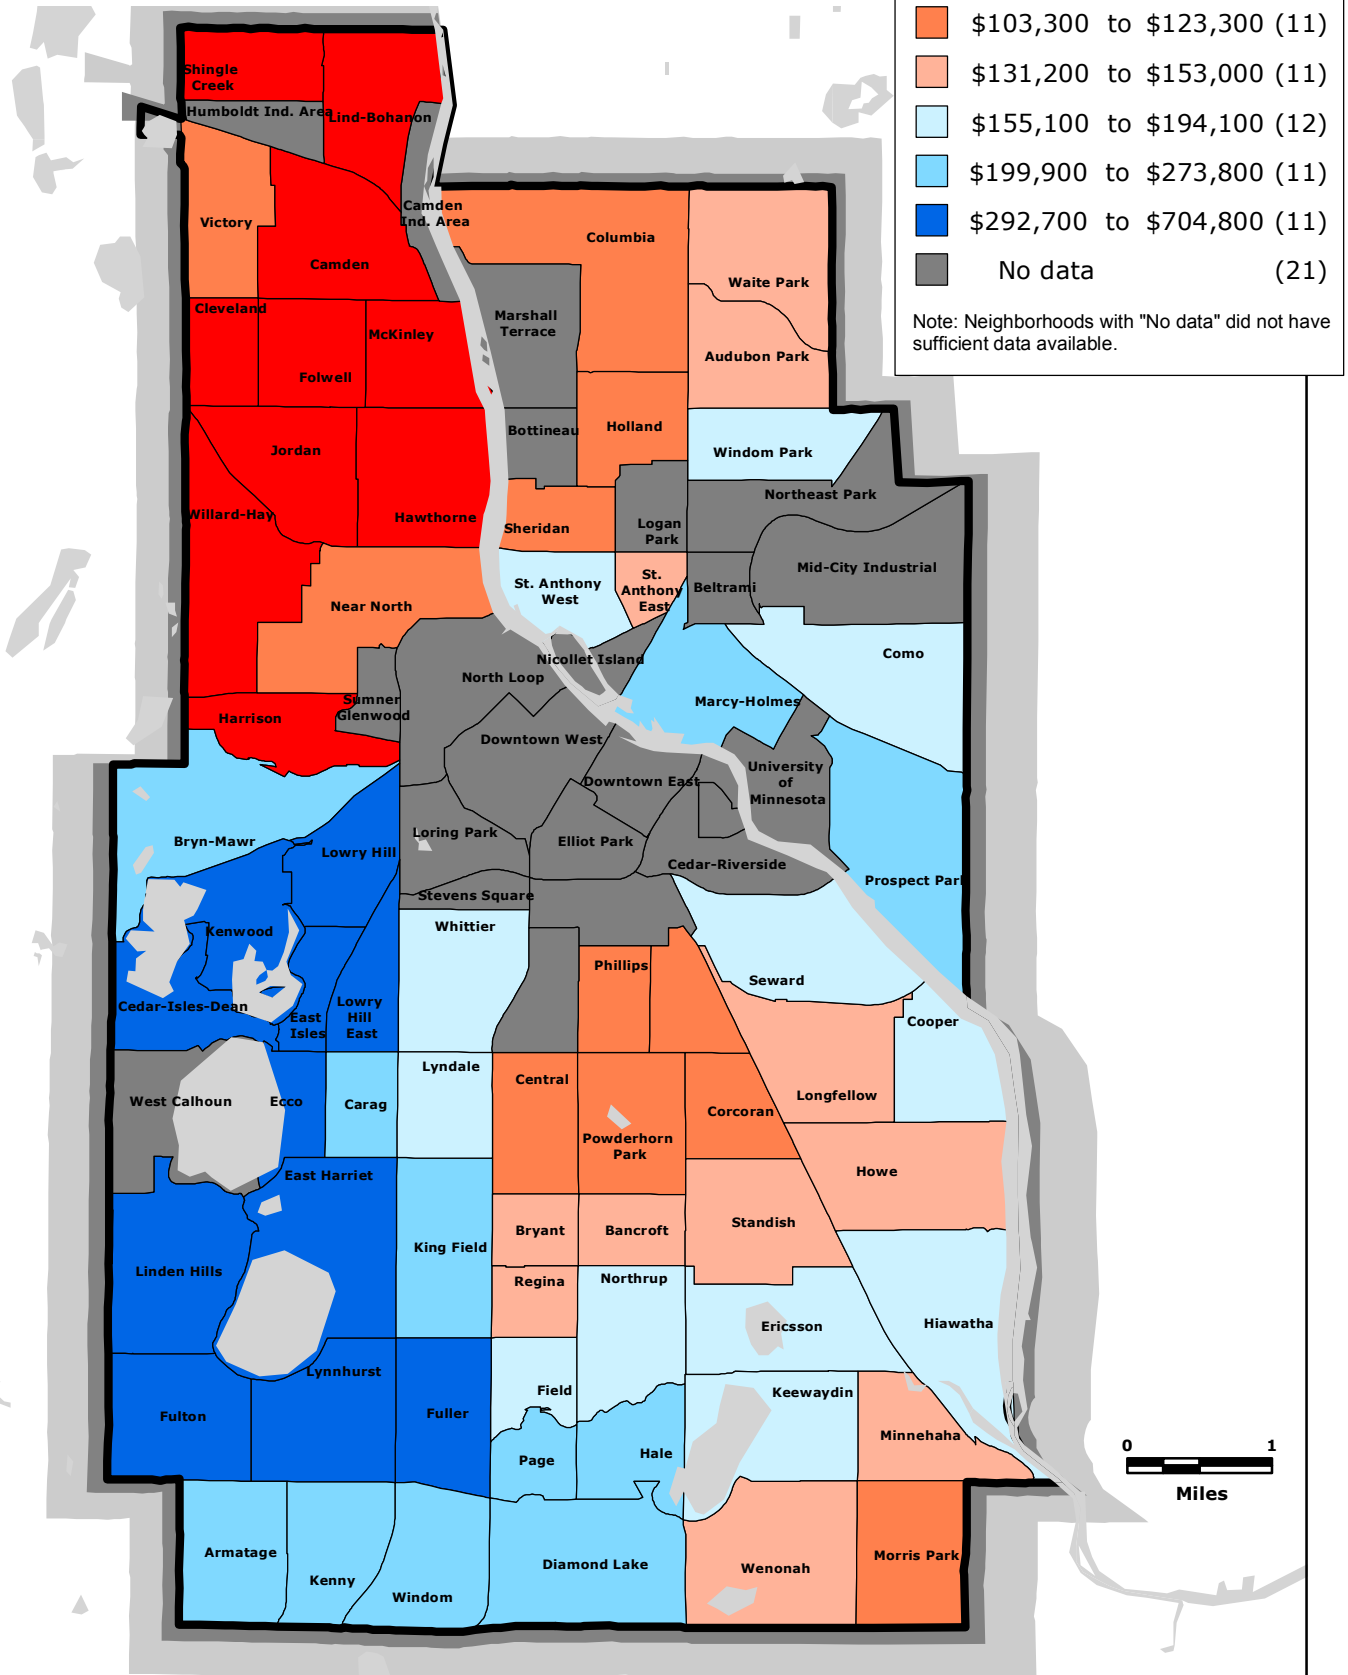 $103,300 to $123,300 (11)
$131,200 to $153,000 (11)
$155,100 to $194,100 (12)
$199,900 to $273,800 (11)
$292,700 to $704,800 (11)
No data (21)
Note: Neighborhoods with "No data" did not have
sufficient data available.
Shingle
Creek
Humboldt Ind. Area
Lind-Bohanon
Victory
Camden
Ind. Area
Columbia
Camden
Waite Park
Cleveland
McKinley
Marshall
Terrace
Audubon Park
Folwell
Jordan
Bottineau
Holland
Windom Park
Northeast Park
Willard-Hay
Hawthorne
Sheridan
Logan
Park
Mid-City Industrial
St. Anthony
West
St.
Anthony
East
Beltrami
Near North
Como
Nicollet Island
North Loop
Marcy-Holmes
Sumner
Glenwood
Harrison
Downtown West
Downtown East
University
of
Minnesota
Bryn-Mawr
Lowry Hill
Loring Park
Elliot Park
Cedar-Riverside
Prospect Park
Stevens Square
Kenwood
Whittier
Phillips
Seward
Cedar-Isles-Dean
East
Isles
Lowry
Hill
East
Cooper
Lyndale
Central
Longfellow
West Calhoun
Ecco
Carag
Corcoran
Powderhorn
Park
East Harriet
Howe
Bryant
Bancroft
Standish
King Field
Linden Hills
Regina
Northrup
Ericsson
Hiawatha
Lynnhurst
Field
Keewaydin
Fulton
Fuller
Minnehaha
Page
Hale
0 1
Miles
Armatage
Kenny
Windom
Diamond Lake
Wenonah
Morris Park